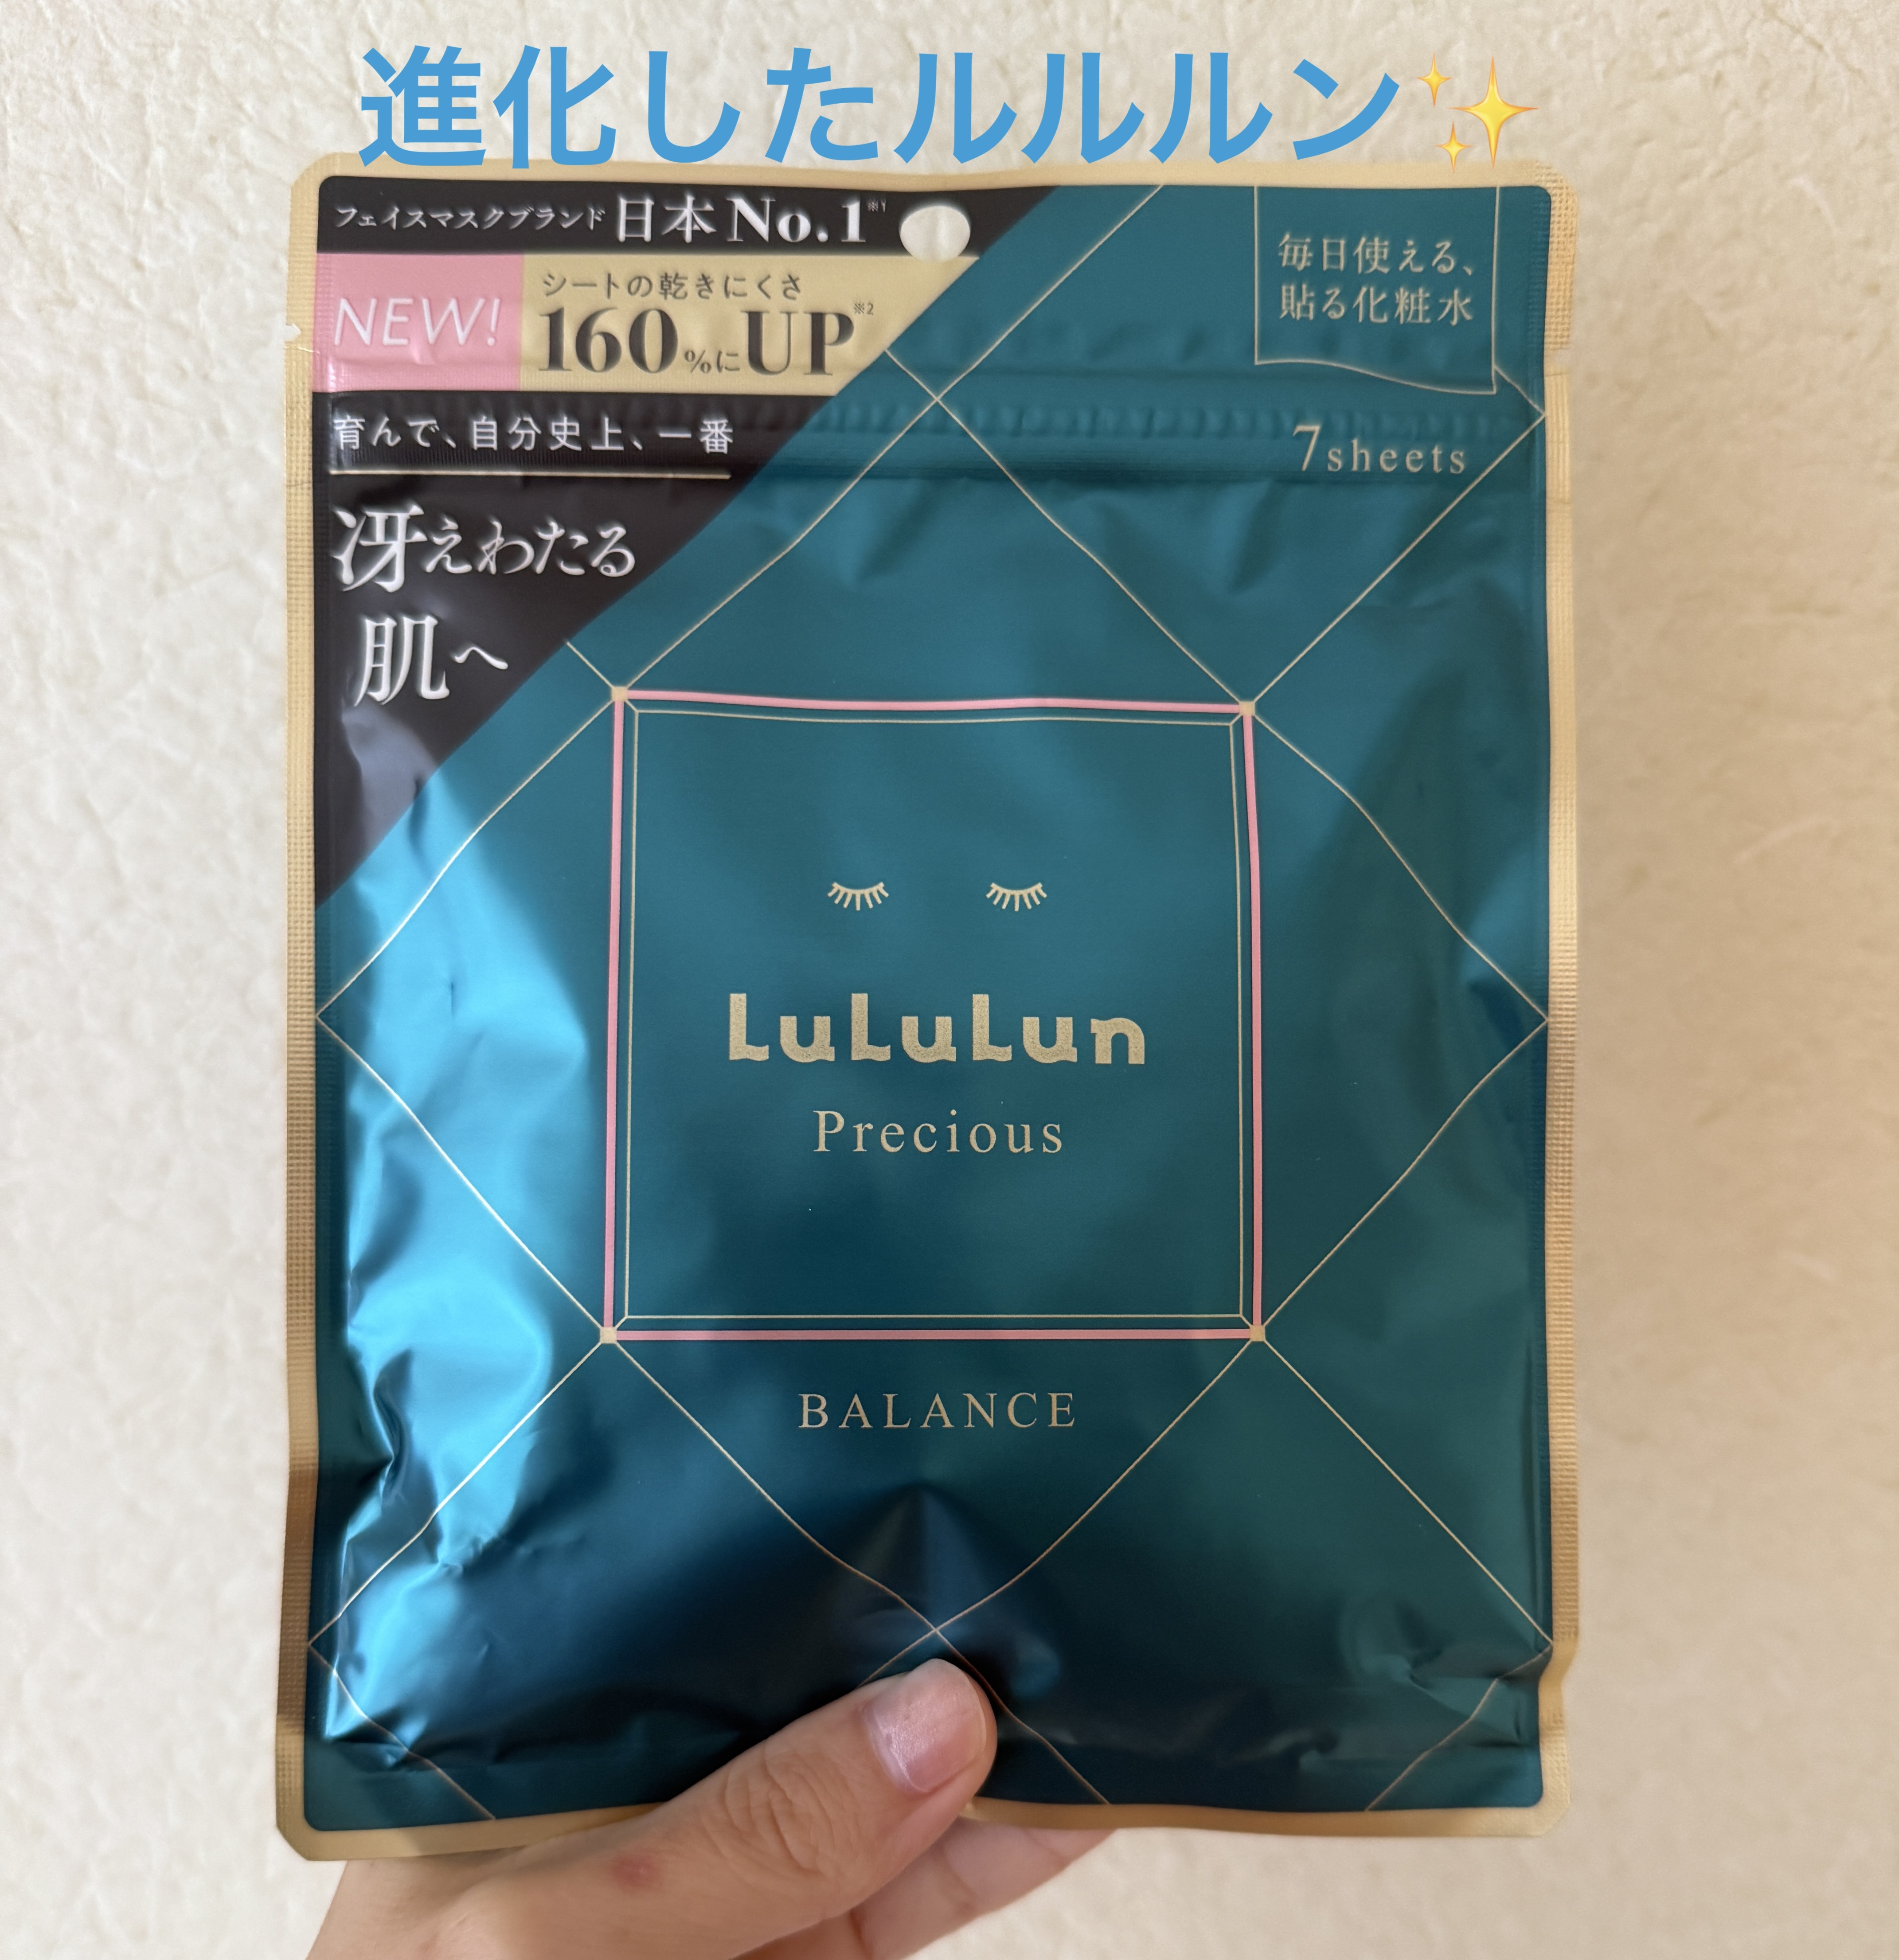 進化したルルルン✨
フェイスマスクブランド 日本 No.1※1
NEW!
シートの乾きにくさ
160%にUP※2
毎日使える、
貼る化粧水
7sheets
育んで、自分史上、一番
冴えわたる
肌へ
LuLuLun
Precious
BALANCE